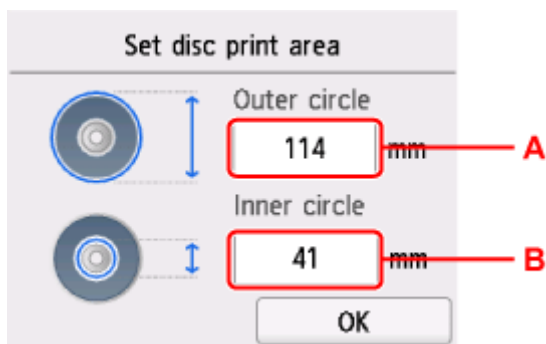 Set disc print area
Outer circle
114 mm
A
Inner circle
41 mm
B
OK